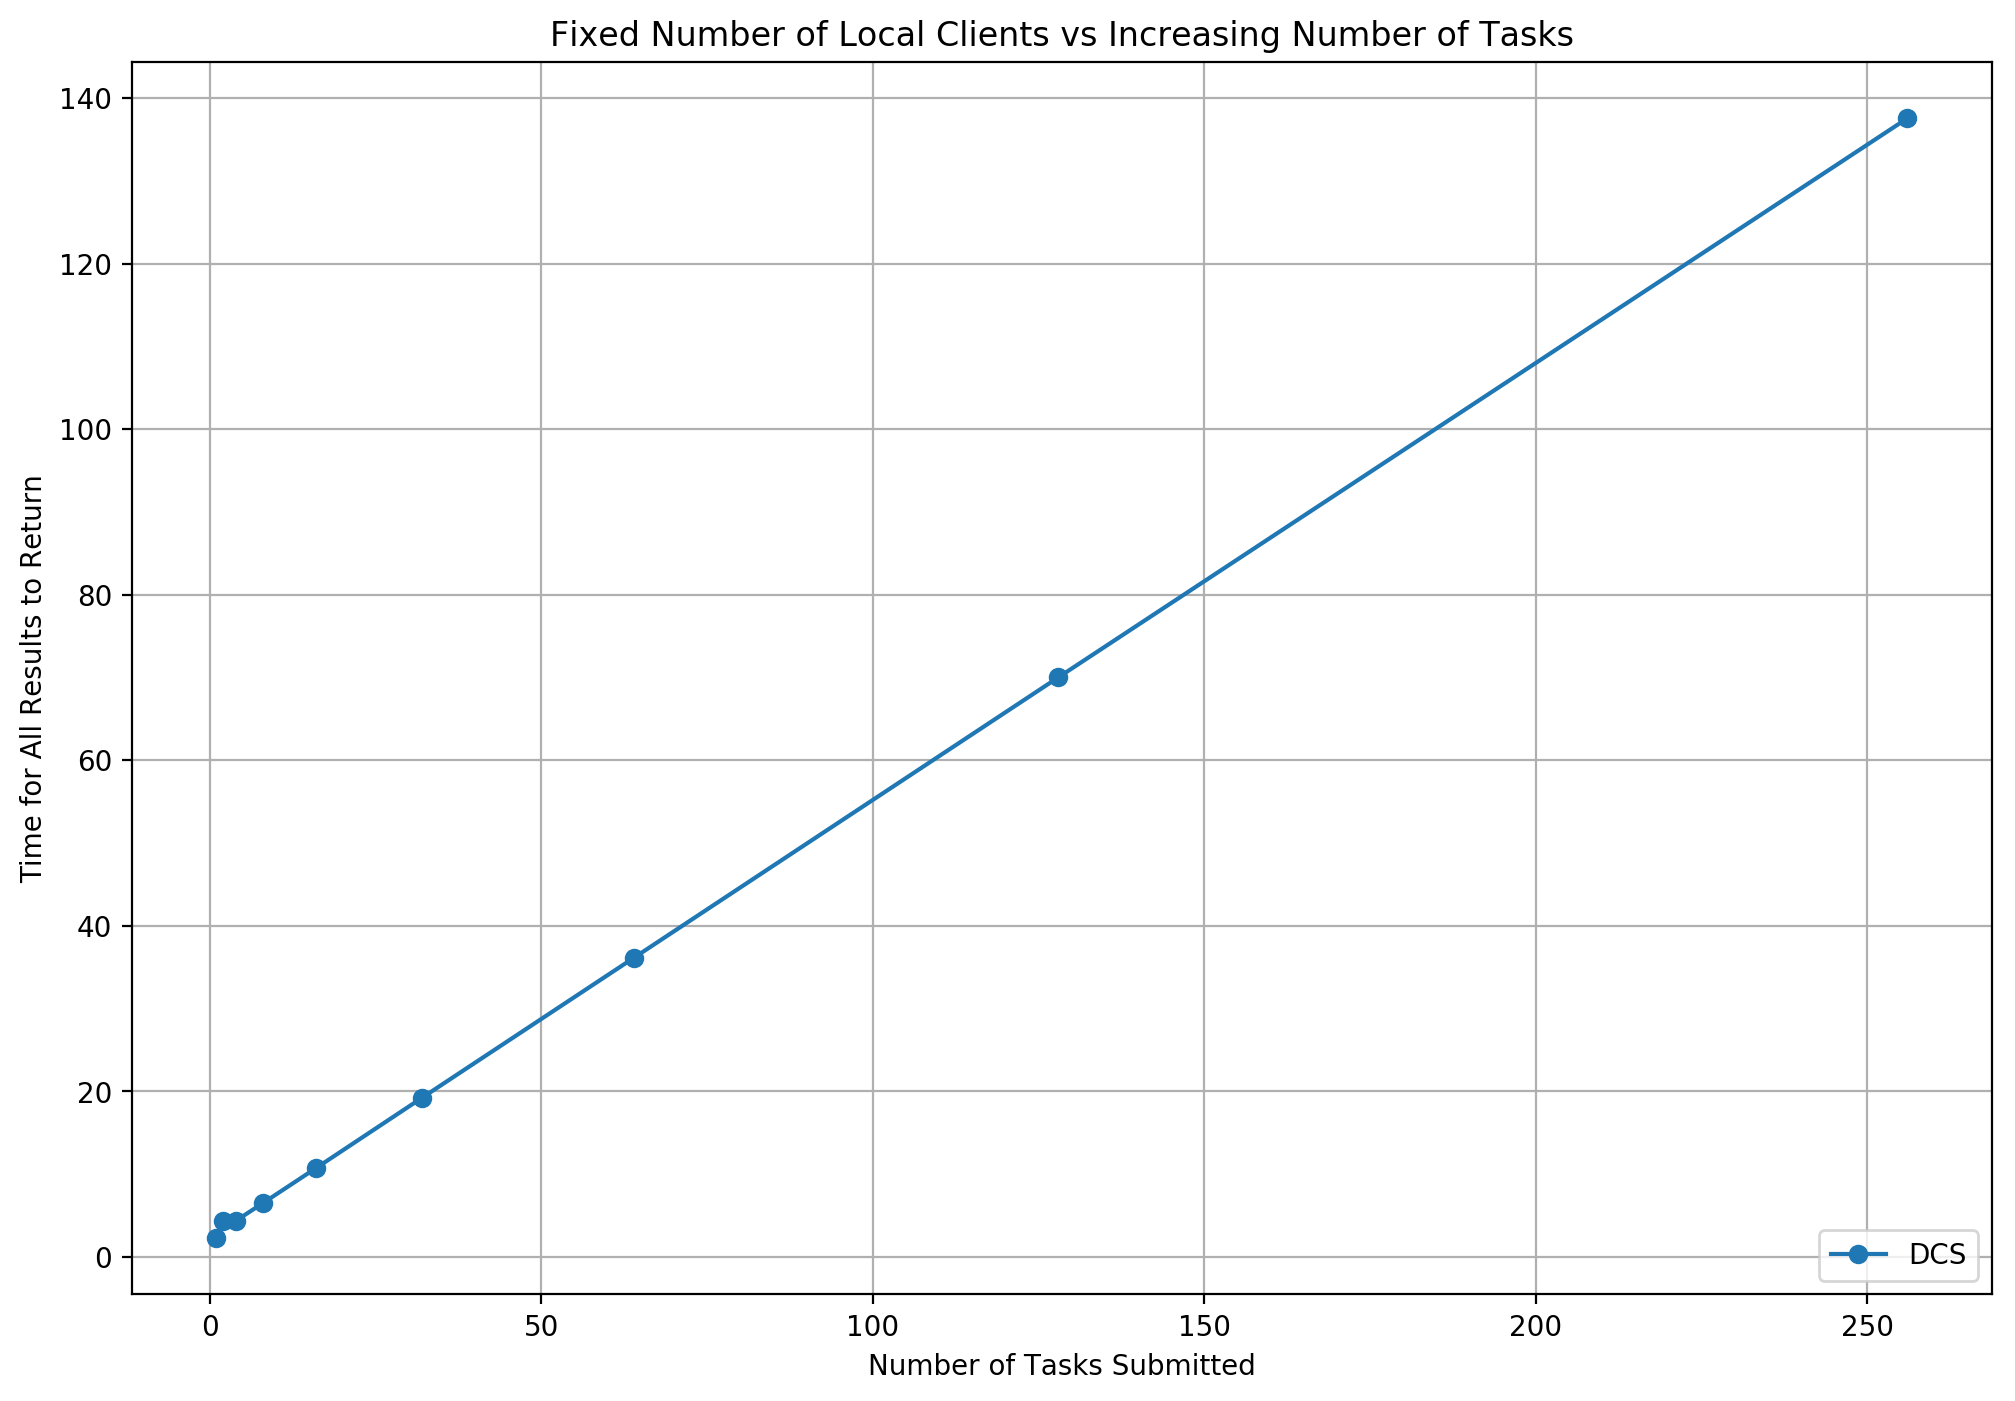 Fixed Number of Local Clients vs Increasing Number of Tasks
Time for All Results to Return
140
120
100
80
60
40
20
0
0 50 100 150 200 250
Number of Tasks Submitted
DCS